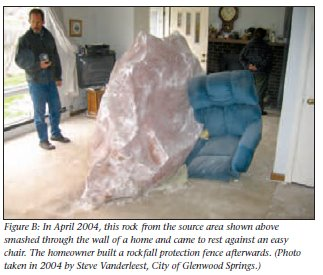 Figure B: In April 2004, this rock from the source area shown above
smashed through the wall of a home and came to rest against an easy
chair. The homeowner built a rockfall protection fence afterwards. (Photo
taken in 2004 by Steve Vanderleest, City of Glenwood Springs.)